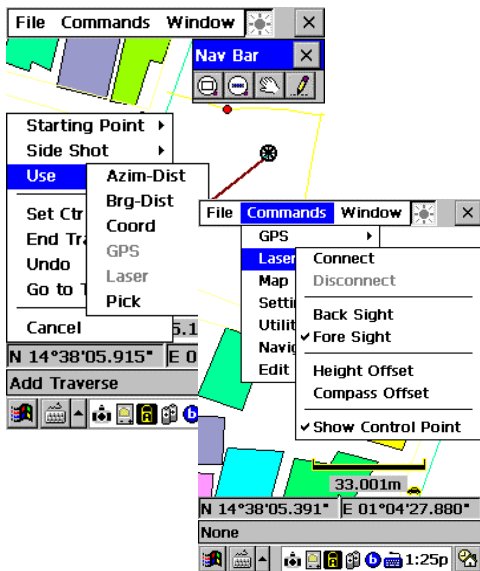 File Commands Window
Nav Bar
Starting Point
Side Shot
Use
Azim-Dist
Brg-Dist
Coord
GPS
Laser
Pick
Set Ctr
End Tra
Undo
Go to
Cancel
5.1
N 14°38'05.915" E 0
Add Traverse
File Commands Window
GPS
Laser
Map
Setti
Utilit
Navig
Edit
Connect
Disconnect
Back Sight
Fore Sight
Height Offset
Compass Offset
Show Control Point
33.001m
N 14°38'05.391" E 01°04'27.880"
None
1:25p